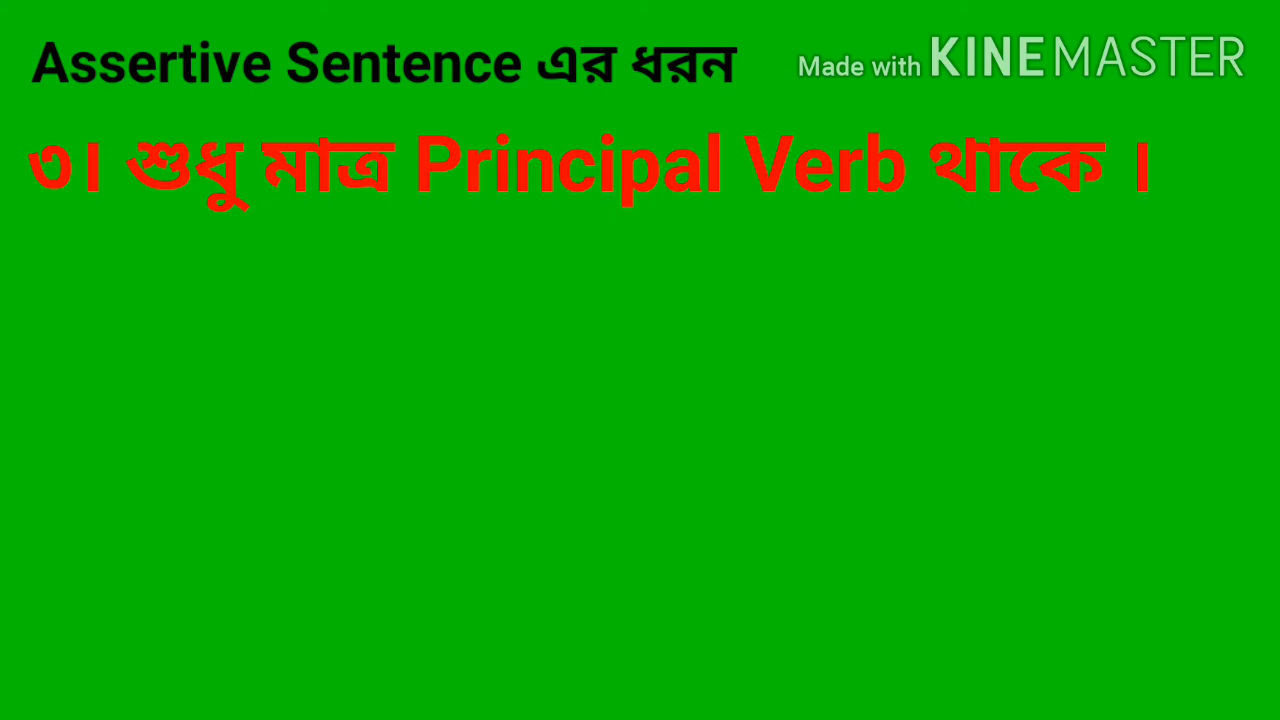 Assertive Sentence এর ধরন
Made with KINEMASTER
৩। শুধু মাত্র Principal Verb থাকে ।